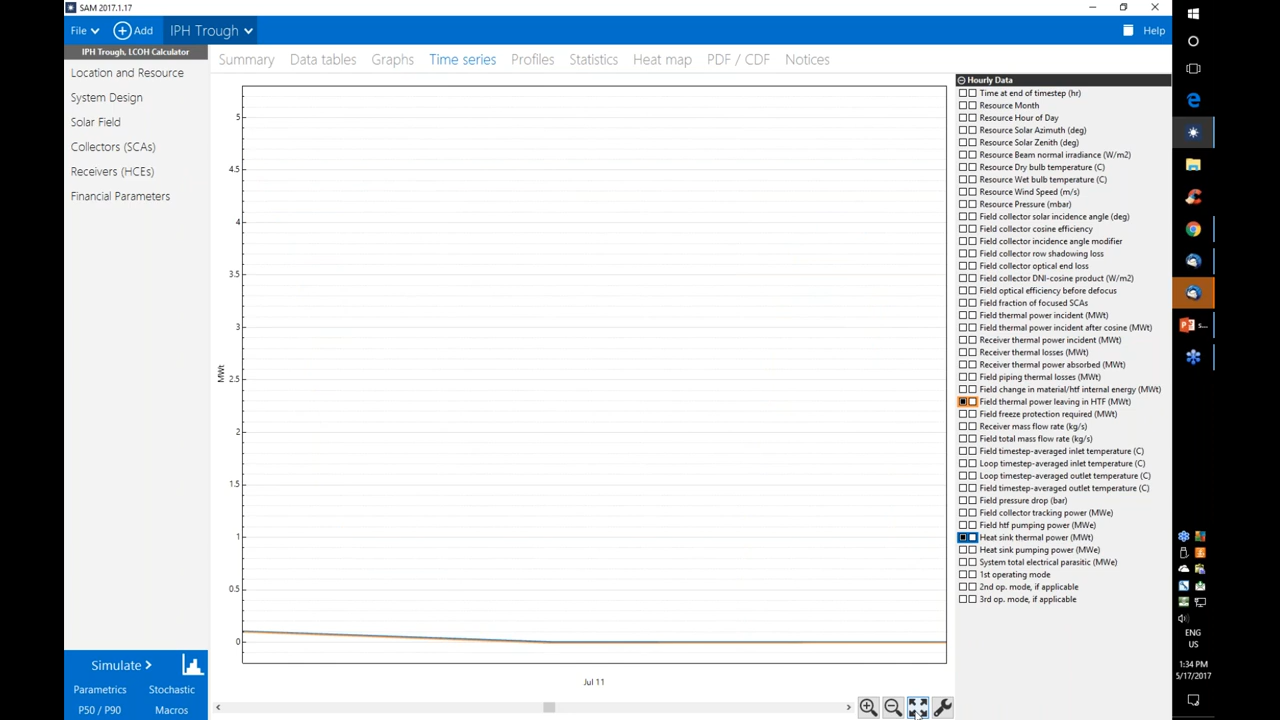 SAM 2017.1.17
File
Add
IPH Trough
Help
IPH Trough, LCOH Calculator
Location and Resource
System Design
Solar Field
Collectors (SCAs)
Receivers (HCEs)
Financial Parameters
Simulate >
Parametrics
Stochastic
P50 / P90
Macros
Summary
Data tables
Graphs
Time series
Profiles
Statistics
Heat map
PDF / CDF
Notices
5
4.5
4
3.5
3
2.5
2
1.5
1
0.5
0
MWt
Jul 11
Hourly Data
Time at end of timestep (hr)
Resource Month
Resource Hour of Day
Resource Solar Azimuth (deg)
Resource Solar Zenith (deg)
Resource Beam normal irradiance (W/m2)
Resource Dry bulb temperature (C)
Resource Wet bulb temperature (C)
Resource Wind Speed (m/s)
Resource Pressure (mbar)
Field collector solar incidence angle (deg)
Field collector cosine efficiency
Field collector incidence angle modifier
Field collector row shadowing loss
Field collector optical end loss
Field collector DNI-cosine product (W/m2)
Field optical efficiency before defocus
Field fraction of focused SCAs
Field thermal power incident (MWt)
Field thermal power incident after cosine (MWt)
Receiver thermal power incident (MWt)
Receiver thermal losses (MWt)
Receiver thermal power absorbed (MWt)
Field piping thermal losses (MWt)
Field change in material/htf internal energy (MWt)
Field thermal power leaving in HTF (MWt)
Field freeze protection required (MWt)
Receiver mass flow rate (kg/s)
Field total mass flow rate (kg/s)
Field timestep-averaged inlet temperature (C)
Loop timestep-averaged inlet temperature (C)
Loop timestep-averaged outlet temperature (C)
Field timestep-averaged outlet temperature (C)
Field pressure drop (bar)
Field collector tracking power (MWe)
Field htf pumping power (MWe)
Heat sink thermal power (MWt)
Heat sink pumping power (MWe)
System total electrical parasitic (MWe)
1st operating mode
2nd op. mode, if applicable
3rd op. mode, if applicable
s...
ENG
US
1:34 PM
5/17/2017